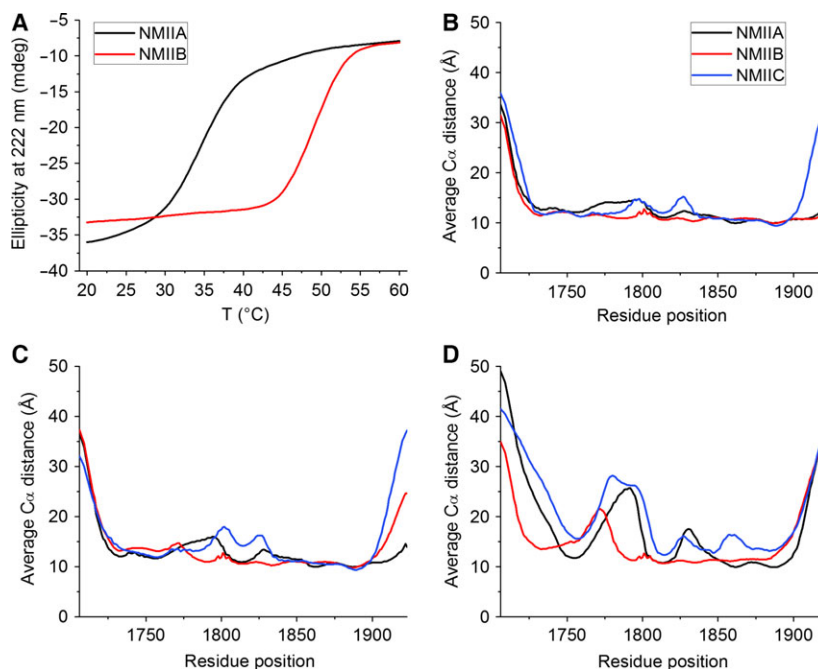 A
NMIIA
NMIIB
Ellipticity at 222 nm (mdeg)
−5
−10
−15
−20
−25
−30
−35
−40
20 25 30 35 40 45 50 55 60
T (°C)
B
NMIIA
NMIIB
NMIIC
Average Cα distance (Å)
50
40
30
20
10
0
1750 1800 1850 1900
Residue position
C
Average Cα distance (Å)
50
40
30
20
10
0
1750 1800 1850 1900
Residue position
D
Average Cα distance (Å)
50
40
30
20
10
0
1750 1800 1850 1900
Residue position